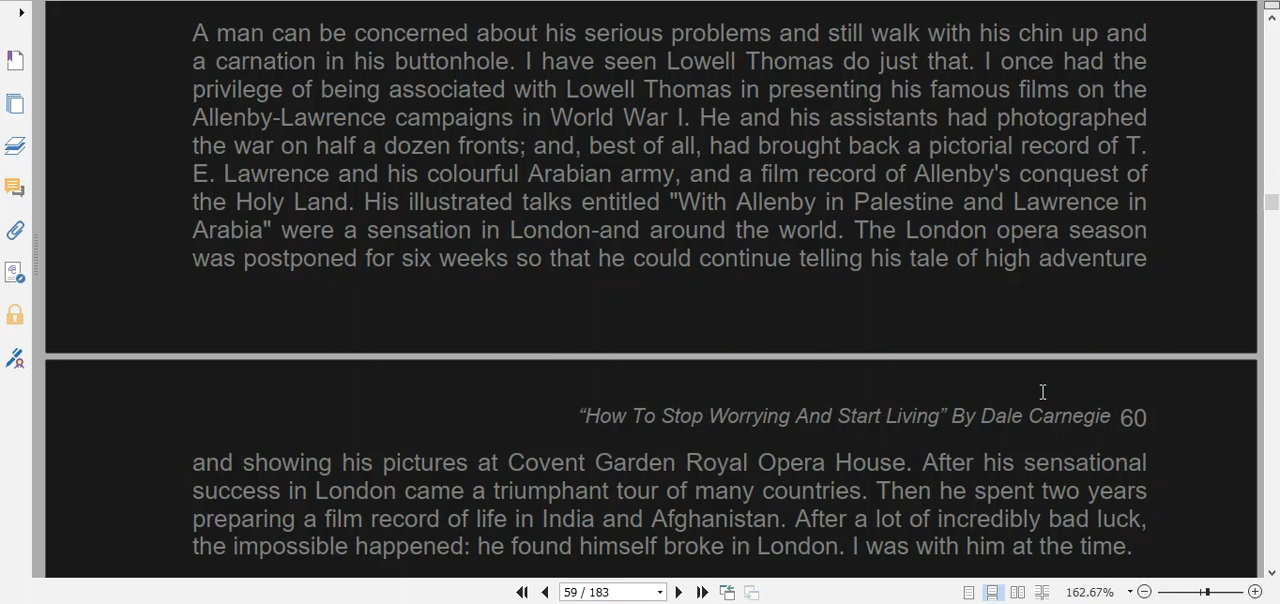 A man can be concerned about his serious problems and still walk with his chin up and
a carnation in his buttonhole. I have seen Lowell Thomas do just that. I once had the
privilege of being associated with Lowell Thomas in presenting his famous films on the
Allenby-Lawrence campaigns in World War I. He and his assistants had photographed
the war on half a dozen fronts; and, best of all, had brought back a pictorial record of T.
E. Lawrence and his colourful Arabian army, and a film record of Allenby's conquest of
the Holy Land. His illustrated talks entitled "With Allenby in Palestine and Lawrence in
Arabia" were a sensation in London-and around the world. The London opera season
was postponed for six weeks so that he could continue telling his tale of high adventure
“How To Stop Worrying And Start Living” By Dale Carnegie 60
and showing his pictures at Covent Garden Royal Opera House. After his sensational
success in London came a triumphant tour of many countries. Then he spent two years
preparing a film record of life in India and Afghanistan. After a lot of incredibly bad luck,
the impossible happened: he found himself broke in London. I was with him at the time.
59 / 183
162.67%